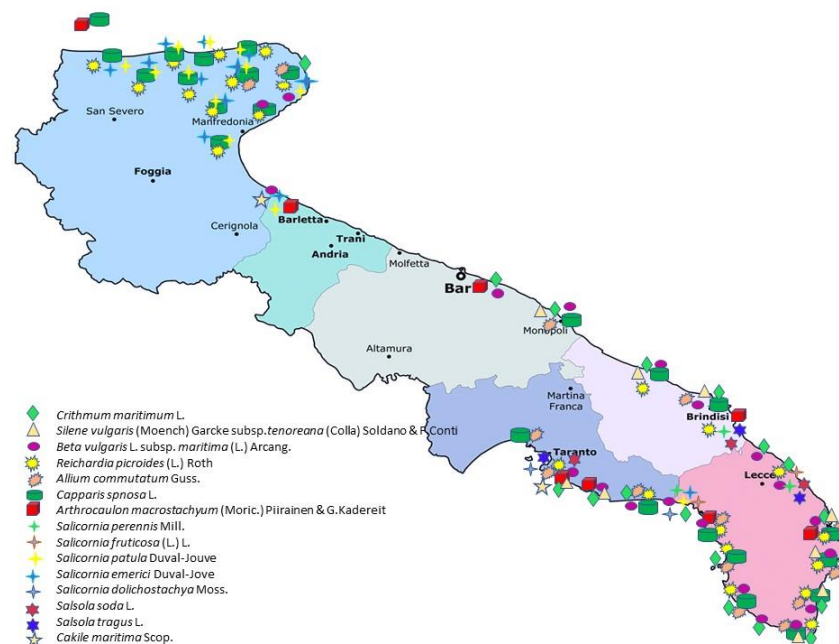 San Severo
Manfredonia
Foggia
Cerignola
Barletta
Trani
Andria
Molfetta
Bar
Monopoli
Altamura
Martina
Franca
Brindisi
Taranto
Lecce
Crithmum maritimum L.
Silene vulgaris (Moench) Garcke subsp.tenoreana (Colla) Soldano & F.Conti
Beta vulgaris L. subsp. maritima (L.) Arcang.
Reichardia picroides (L.) Roth
Allium commutatum Guss.
Capparis spnosa L.
Arthrocaulon macrostachyum (Moric.) Piirainen & G.Kadereit
Salicornia perennis Mill.
Salicornia fruticosa (L.) L.
Salicornia patula Duval-Jouve
Salicornia emerici Duval-Jove
Salicornia dolichostachya Moss.
Salsola soda L.
Salsola tragus L.
Cakile maritima Scop.